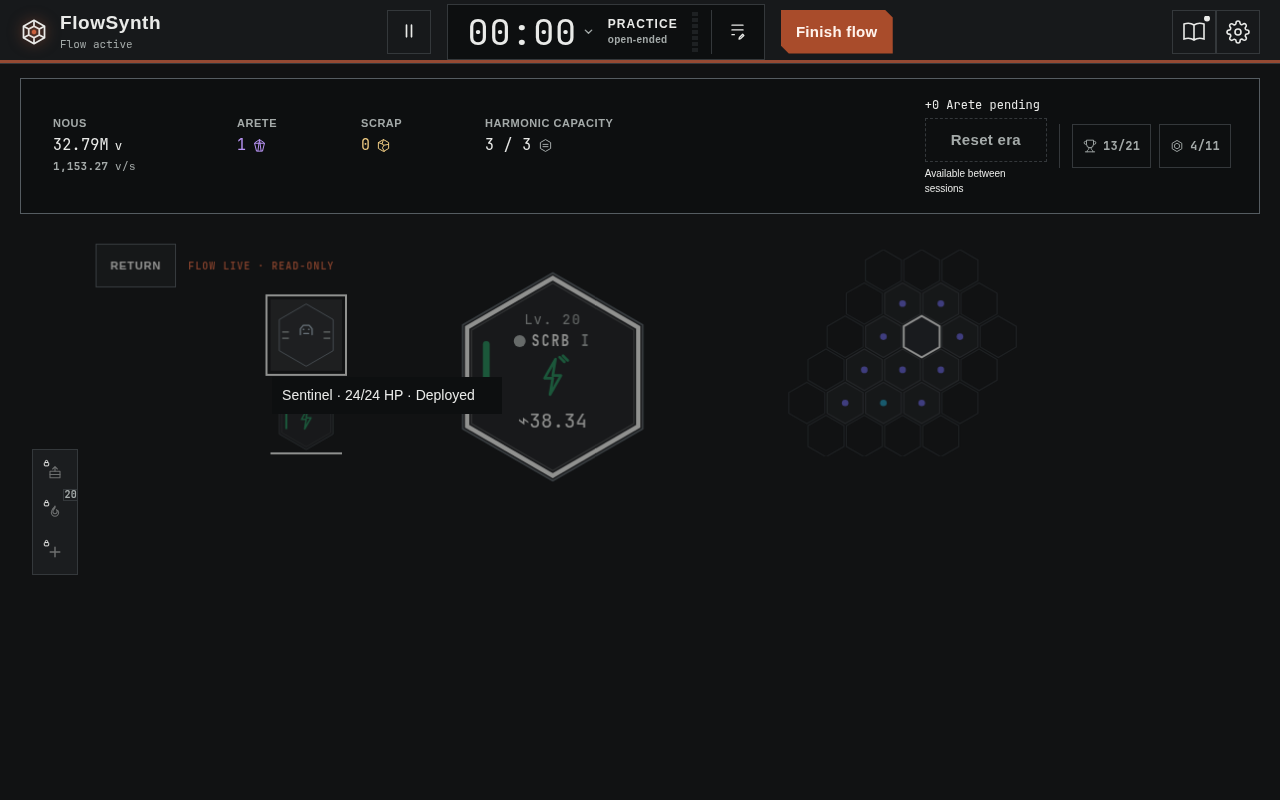 FlowSynth
Flow active
00:00
PRACTICE
open-ended
Finish flow
NOUS
32.79M v
1,153.27 v/s
ARETE
1
SCRAP
0
HARMONIC CAPACITY
3 / 3
+0 Arete pending
Reset era
Available between
sessions
13/21
4/11
RETURN
FLOW LIVE · READ-ONLY
Lv. 20
SCRB I
38.34
Sentinel · 24/24 HP · Deployed
20